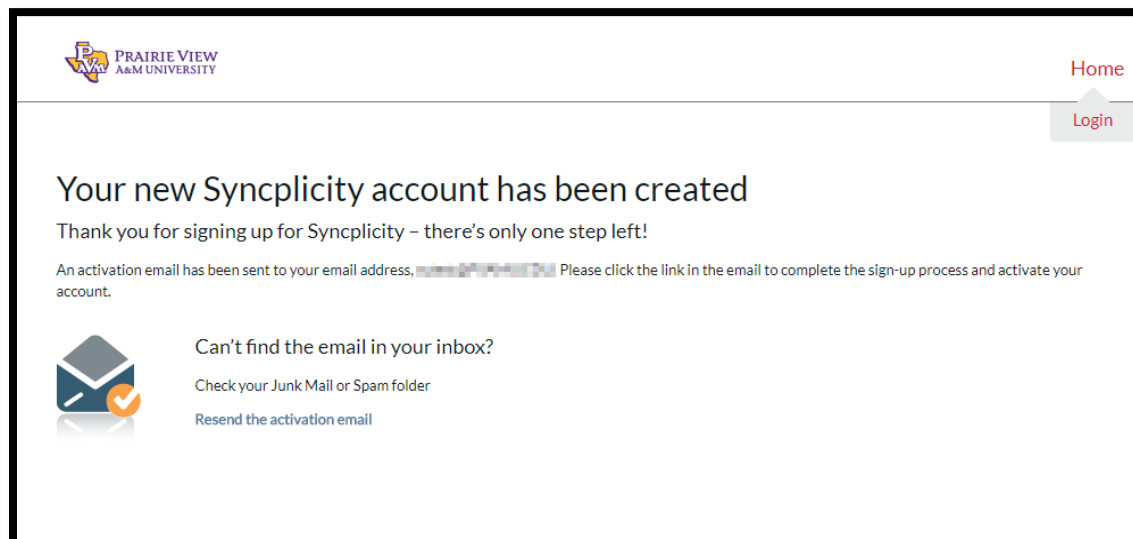 PVAM
PRAIRIE VIEW
A&M UNIVERSITY
Home
Login
Your new Syncplicity account has been created
Thank you for signing up for Syncplicity – there’s only one step left!
An activation email has been sent to your email address, Please click the link in the email to complete the sign-up process and activate your
account.
Can’t find the email in your inbox?
Check your Junk Mail or Spam folder
Resend the activation email